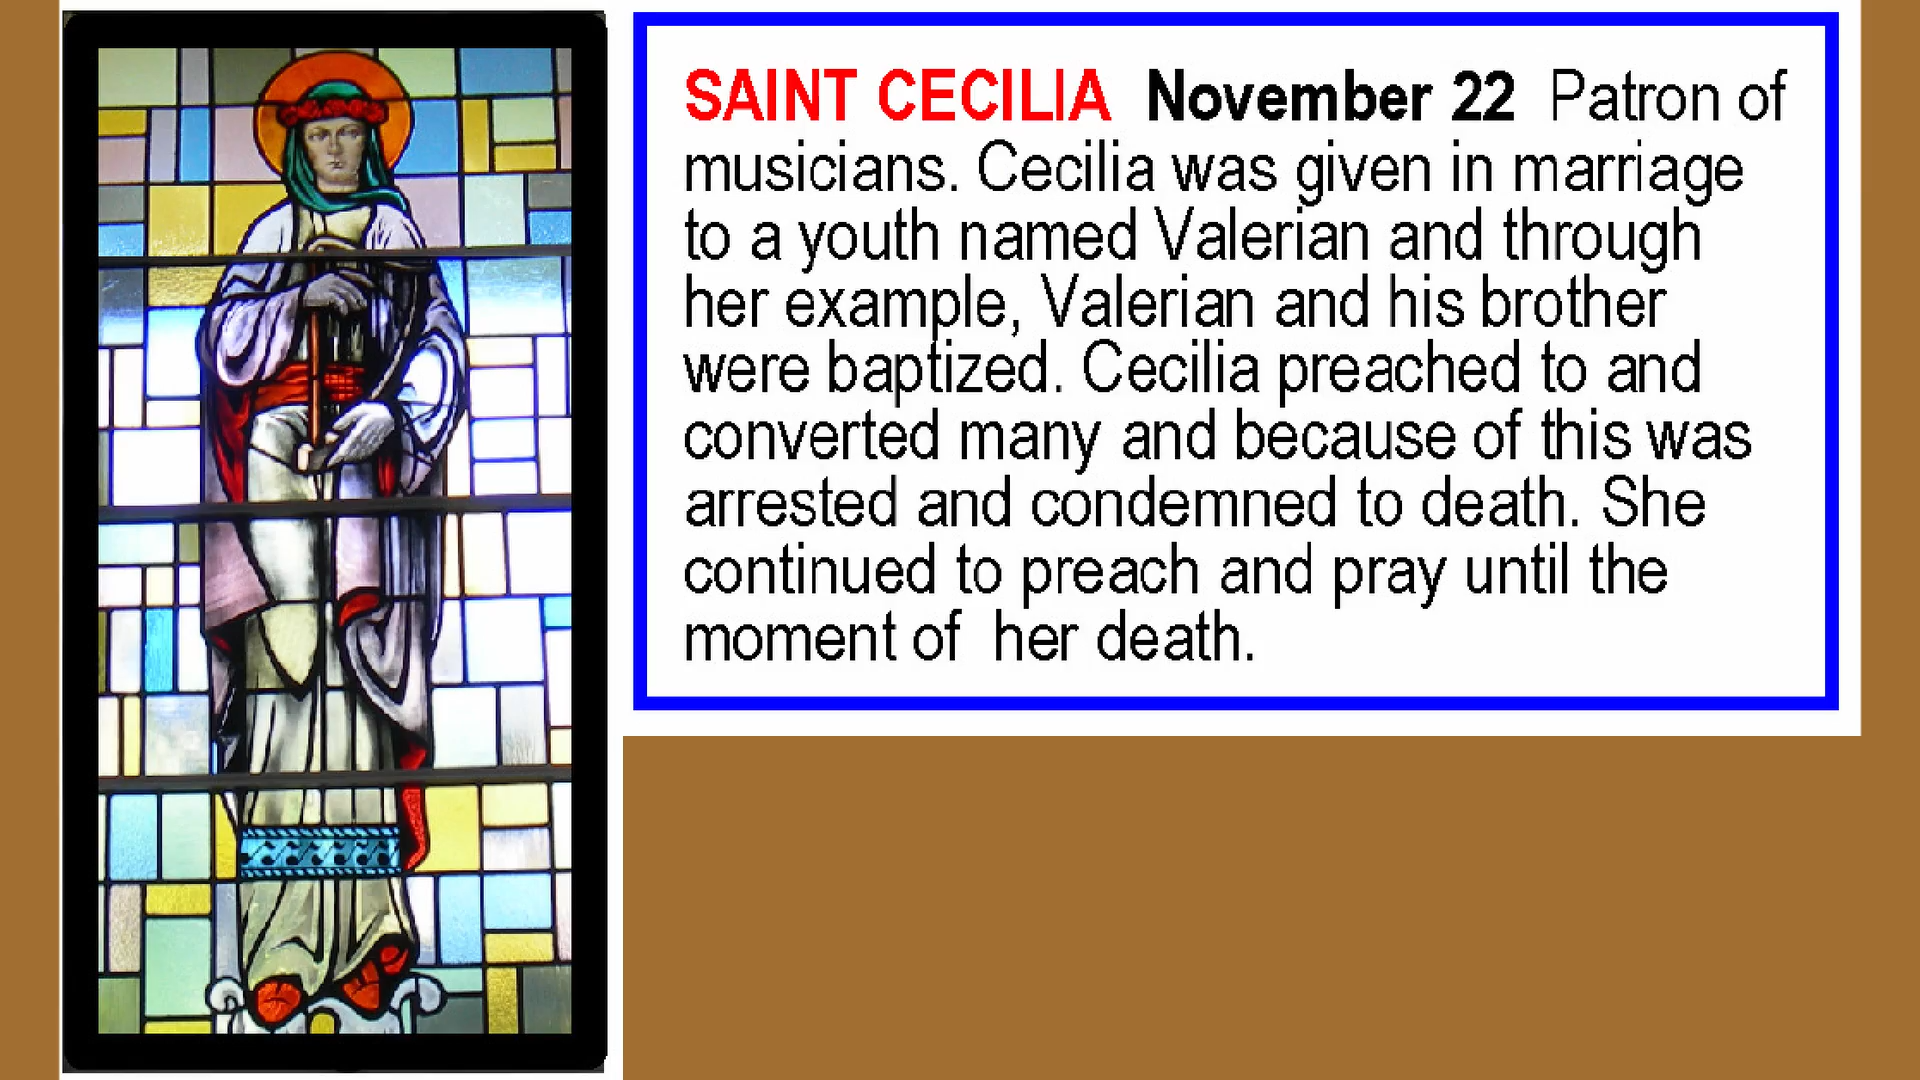 SAINT CECILIA November 22 Patron of
musicians. Cecilia was given in marriage
to a youth named Valerian and through
her example, Valerian and his brother
were baptized. Cecilia preached to and
converted many and because of this was
arrested and condemned to death. She
continued to preach and pray until the
moment of her death.